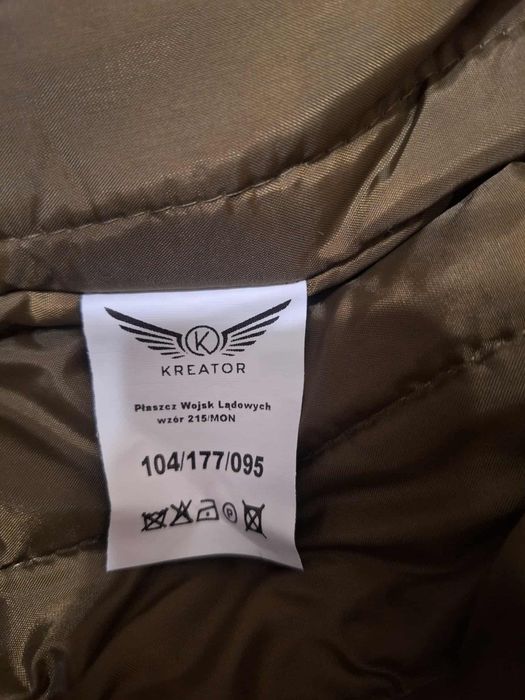 K
KREATOR
Płaszcz Wojsk Lądowych
wzór 215/MON
104/177/095
P